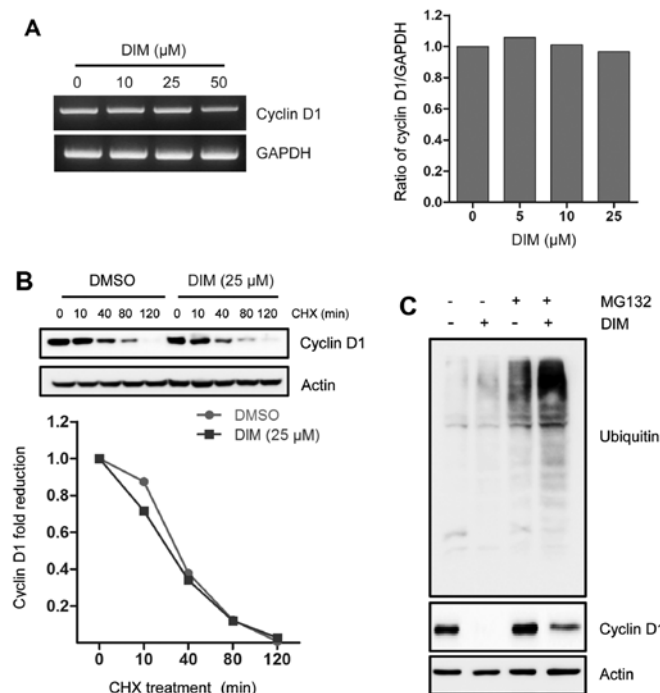 A
DIM (µM)
0 10 25 50
Cyclin D1
GAPDH
Ratio of cyclin D1/GAPDH
1.2
1.0
0.8
0.6
0.4
0.2
0.0
0 5 10 25
DIM (µM)
B
DMSO DIM (25 µM)
0 10 40 80 120 0 10 40 80 120 CHX (min)
Cyclin D1
Actin
DMSO
DIM (25 µM)
Cyclin D1 fold reduction
1.2
1.0
0.8
0.6
0.4
0.2
0 10 40 80 120
CHX treatment (min)
C
- - + + MG132
- + - + DIM
Ubiquitin
Cyclin D1
Actin